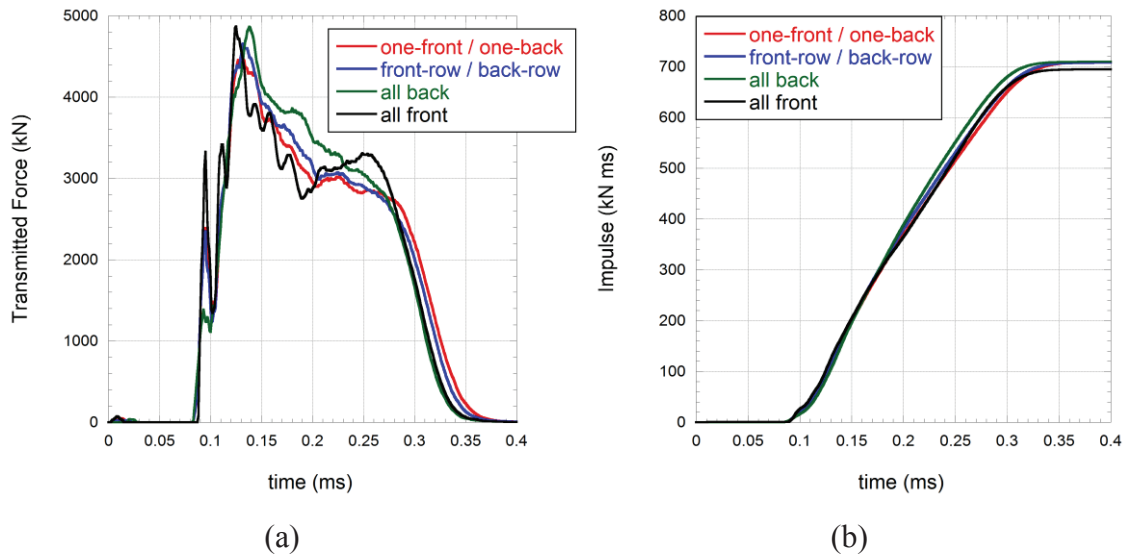 5000
4000
3000
2000
1000
0
0
0.05
0.1
0.15
0.2
0.25
0.3
0.35
0.4
Transmitted Force (kN)
time (ms)
one-front / one-back
front-row / back-row
all back
all front
(a)
800
700
600
500
400
300
200
100
0
0
0.05
0.1
0.15
0.2
0.25
0.3
0.35
0.4
Impulse (kN ms)
time (ms)
one-front / one-back
front-row / back-row
all back
all front
(b)